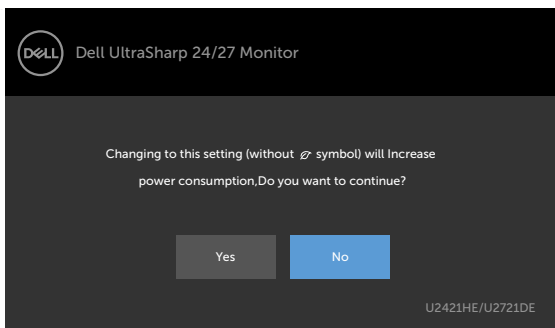 DELL
Dell UltraSharp 24/27 Monitor
Changing to this setting (without symbol) will Increase
power consumption,Do you want to continue?
Yes
No
U2421HE/U2721DE